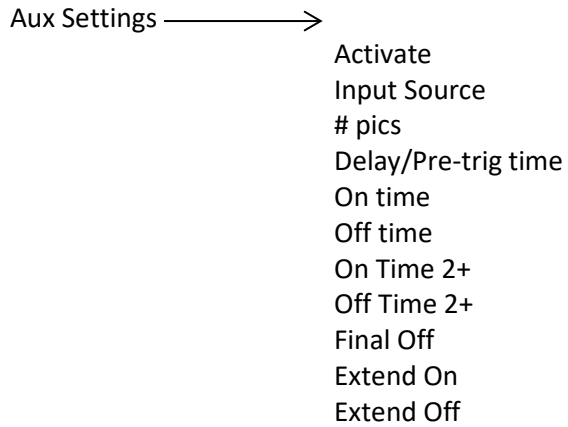 Aux Settings
Activate
Input Source
# pics
Delay/Pre-trig time
On time
Off time
On Time 2+
Off Time 2+
Final Off
Extend On
Extend Off